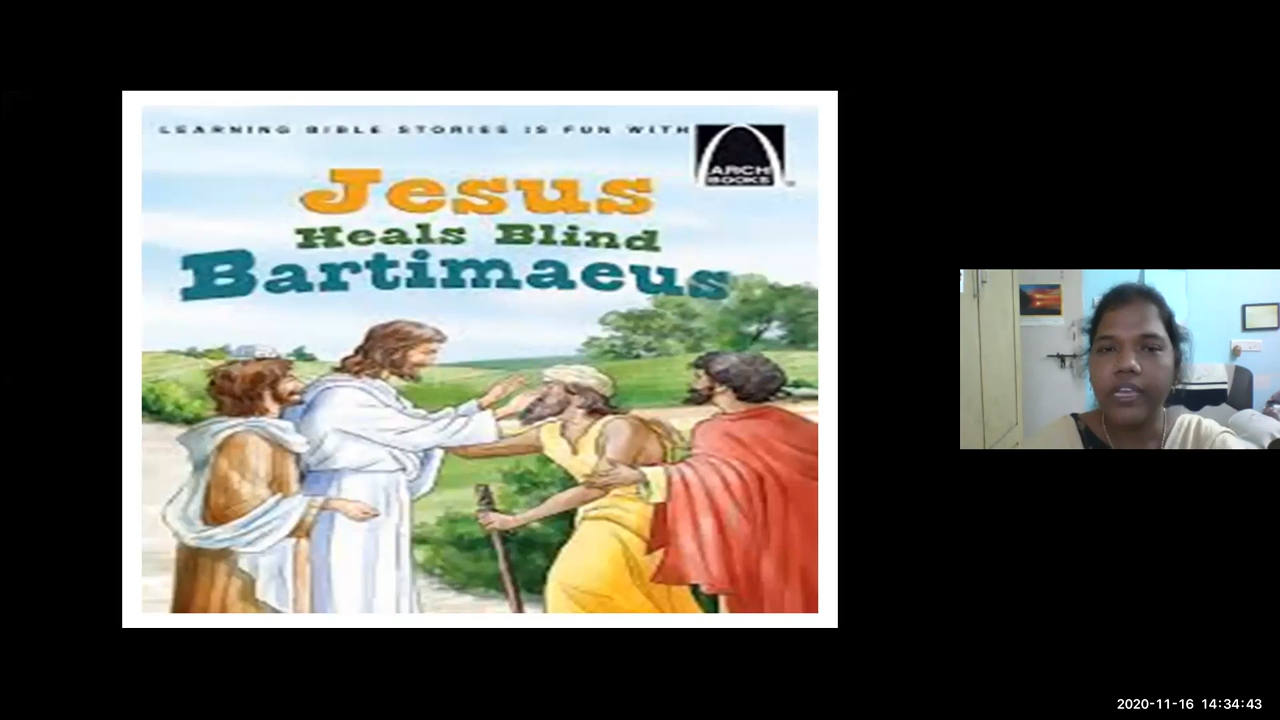 LEARNING BIBLE STORIES IS FUN WITH
ARCH
BOOKS
Jesus
Heals Blind
Bartimaeus
2020-11-16 14:34:43